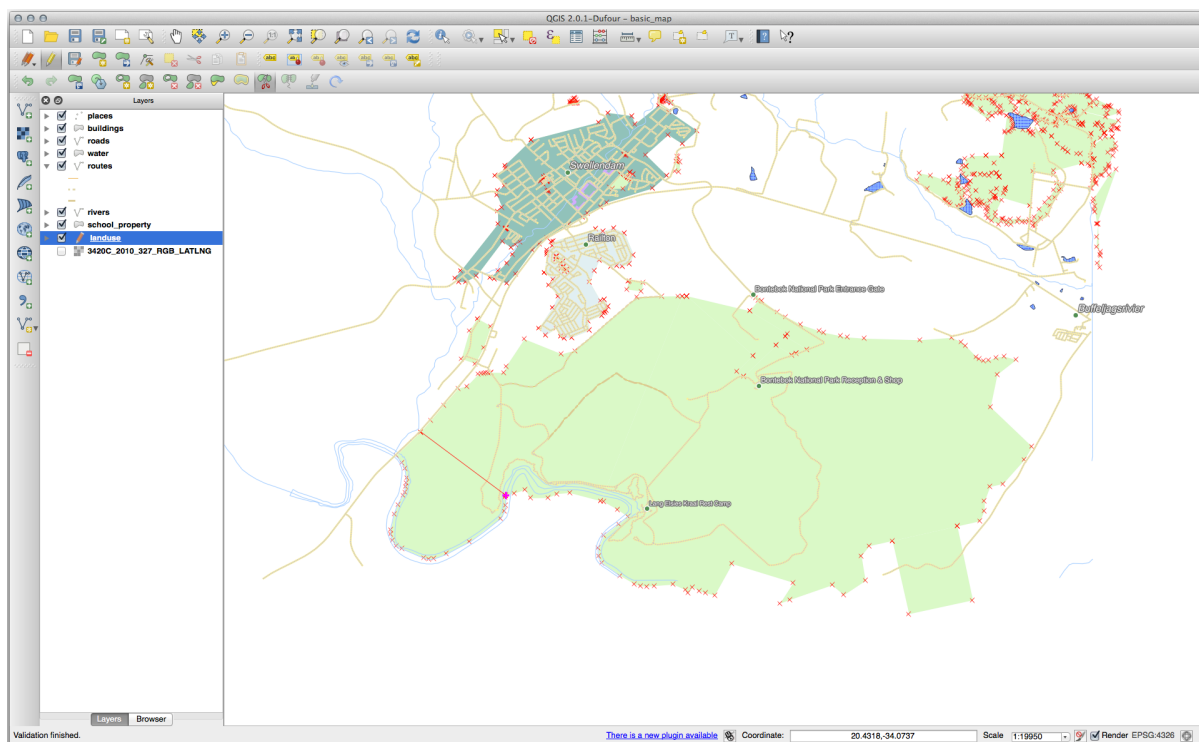 QGIS 2.0.1-Dufour – basic_map
Layers
places
buildings
roads
water
routes
rivers
school_property
landuse
3420C_2010_327_RGB_LATLNG
Swellendam
Railton
Bontebok National Park Entrance Gate
Buffeljagsrivier
Bontebok National Park Reception & Shop
Lang Elsies Kraal Rest Camp
Layers
Browser
Validation finished.
There is a new plugin available
Coordinate:
20.4318,-34.0737
Scale
1:19950
Render
EPSG:4326